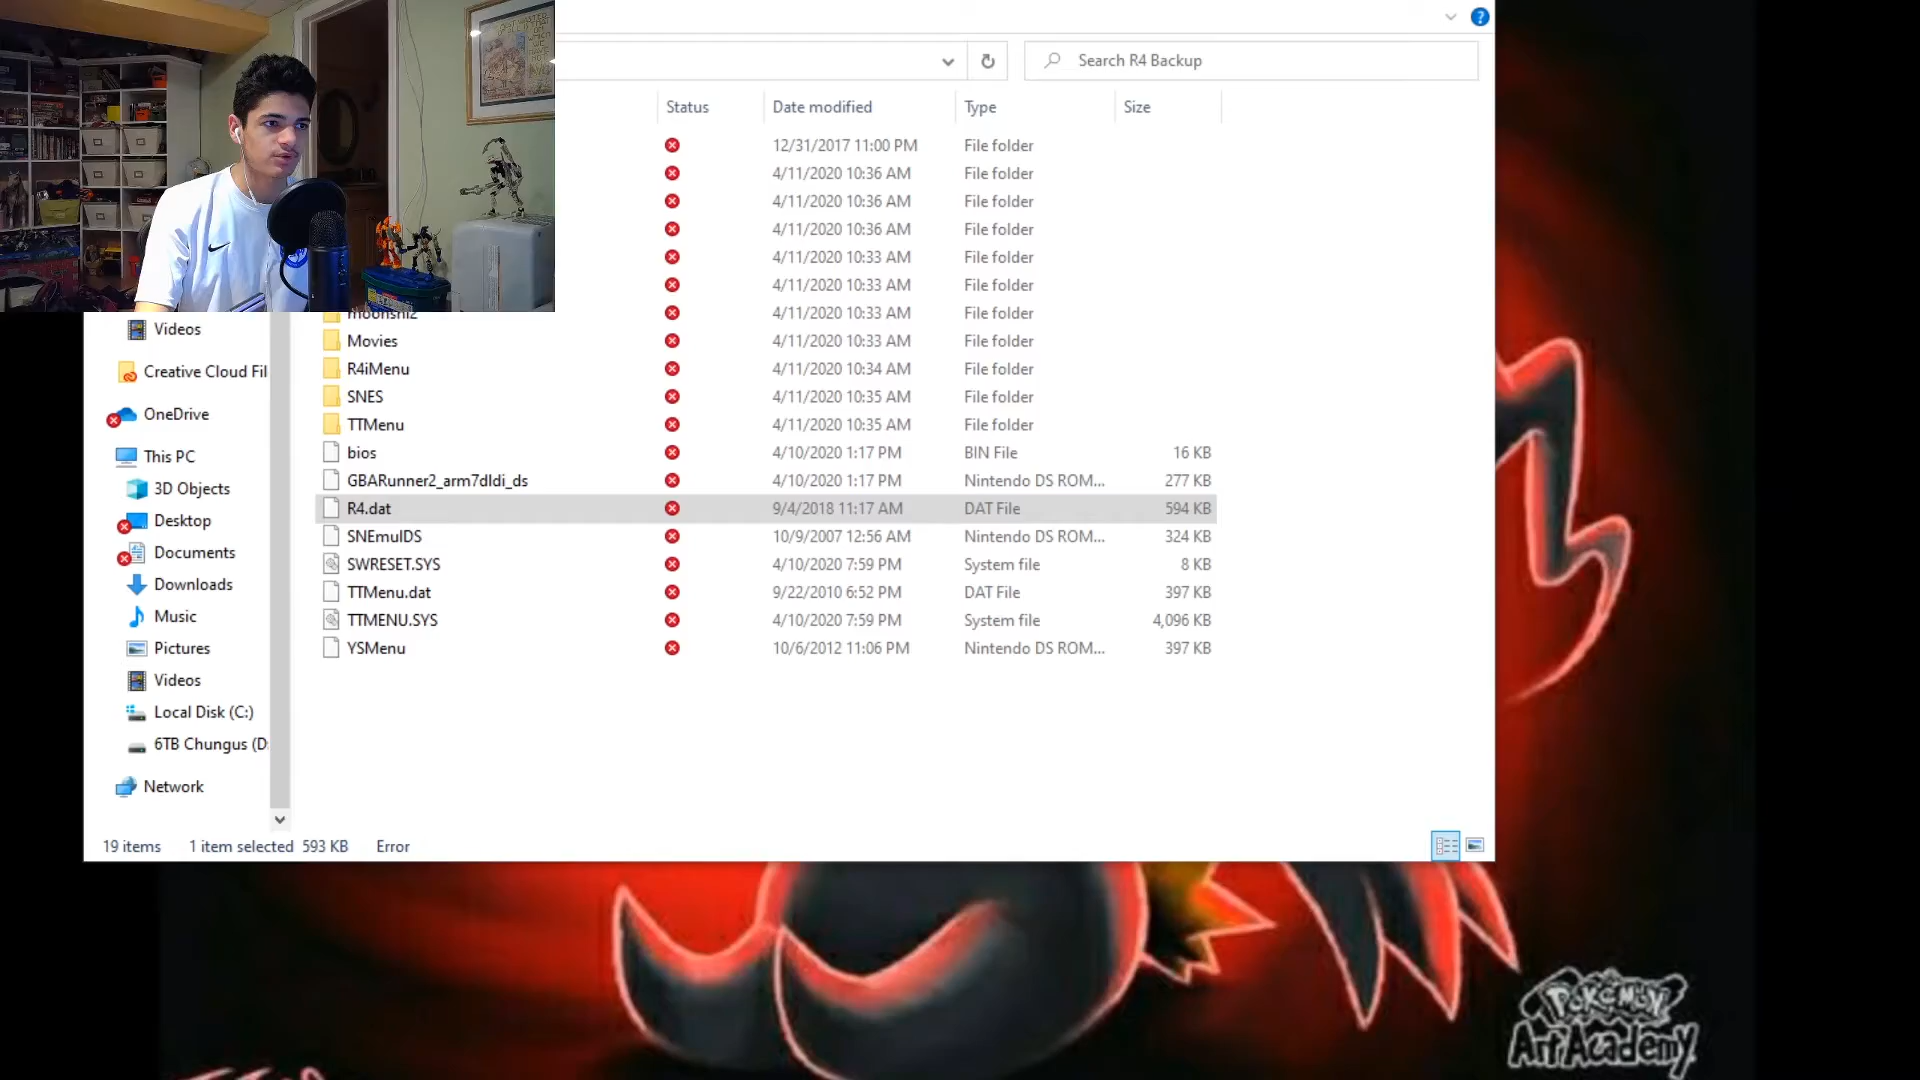 Search R4 Backup
Status Date modified Type Size
12/31/2017 11:00 PM File folder
4/11/2020 10:36 AM File folder
4/11/2020 10:36 AM File folder
4/11/2020 10:36 AM File folder
4/11/2020 10:33 AM File folder
4/11/2020 10:33 AM File folder
moonshl2 4/11/2020 10:33 AM File folder
Movies 4/11/2020 10:33 AM File folder
R4iMenu 4/11/2020 10:34 AM File folder
SNES 4/11/2020 10:35 AM File folder
TTMenu 4/11/2020 10:35 AM File folder
bios 4/10/2020 1:17 PM BIN File 16 KB
GBARunner2_arm7dldi_ds 4/10/2020 1:17 PM Nintendo DS ROM... 277 KB
R4.dat 9/4/2018 11:17 AM DAT File 594 KB
SNEmulDS 10/9/2007 12:56 AM Nintendo DS ROM... 324 KB
SWRESET.SYS 4/10/2020 7:59 PM System file 8 KB
TTMenu.dat 9/22/2010 6:52 PM DAT File 397 KB
TTMENU.SYS 4/10/2020 7:59 PM System file 4,096 KB
YSMenu 10/6/2012 11:06 PM Nintendo DS ROM... 397 KB
Videos
Creative Cloud Fil
OneDrive
This PC
3D Objects
Desktop
Documents
Downloads
Music
Pictures
Videos
Local Disk (C:)
6TB Chungus (D:
Network
19 items 1 item selected 593 KB Error
POKÉMON
Art Academy